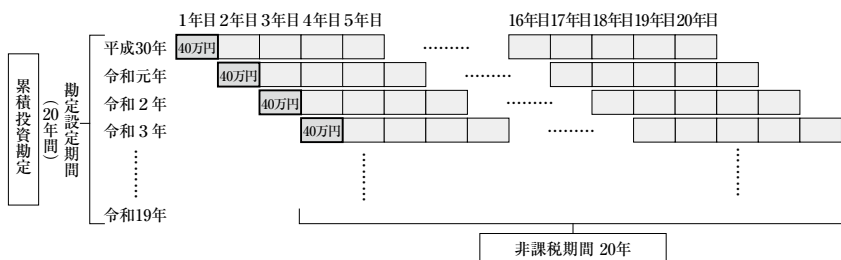 1年目2年目3年目4年目5年目 16年目17年目18年目19年目20年目
平成30年 40万円 ………
令和元年 40万円 ………
令和2年 40万円 ………
令和3年 40万円 ………
……
令和19年
累積投資勘定
勘定設定期間
(20年間)
非課税期間 20年